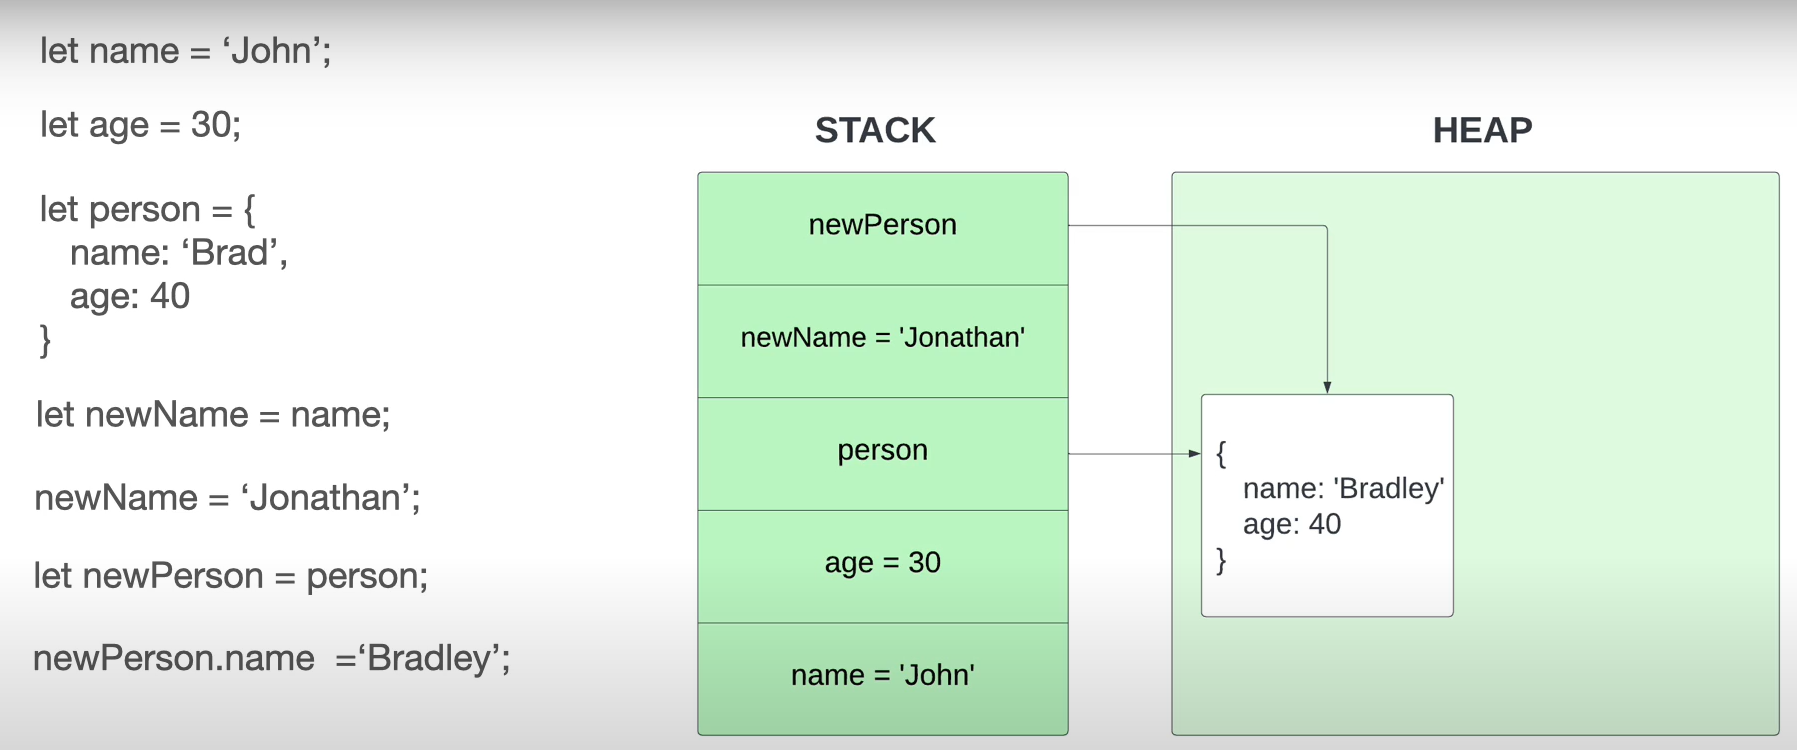 let name = ‘John’;
let age = 30;
let person = {
name: ‘Brad’,
age: 40
}
let newName = name;
newName = ‘Jonathan’;
let newPerson = person;
newPerson.name =‘Bradley’;
STACK
newPerson
newName = 'Jonathan'
person
age = 30
name = 'John'
HEAP
{
name: 'Bradley'
age: 40
}